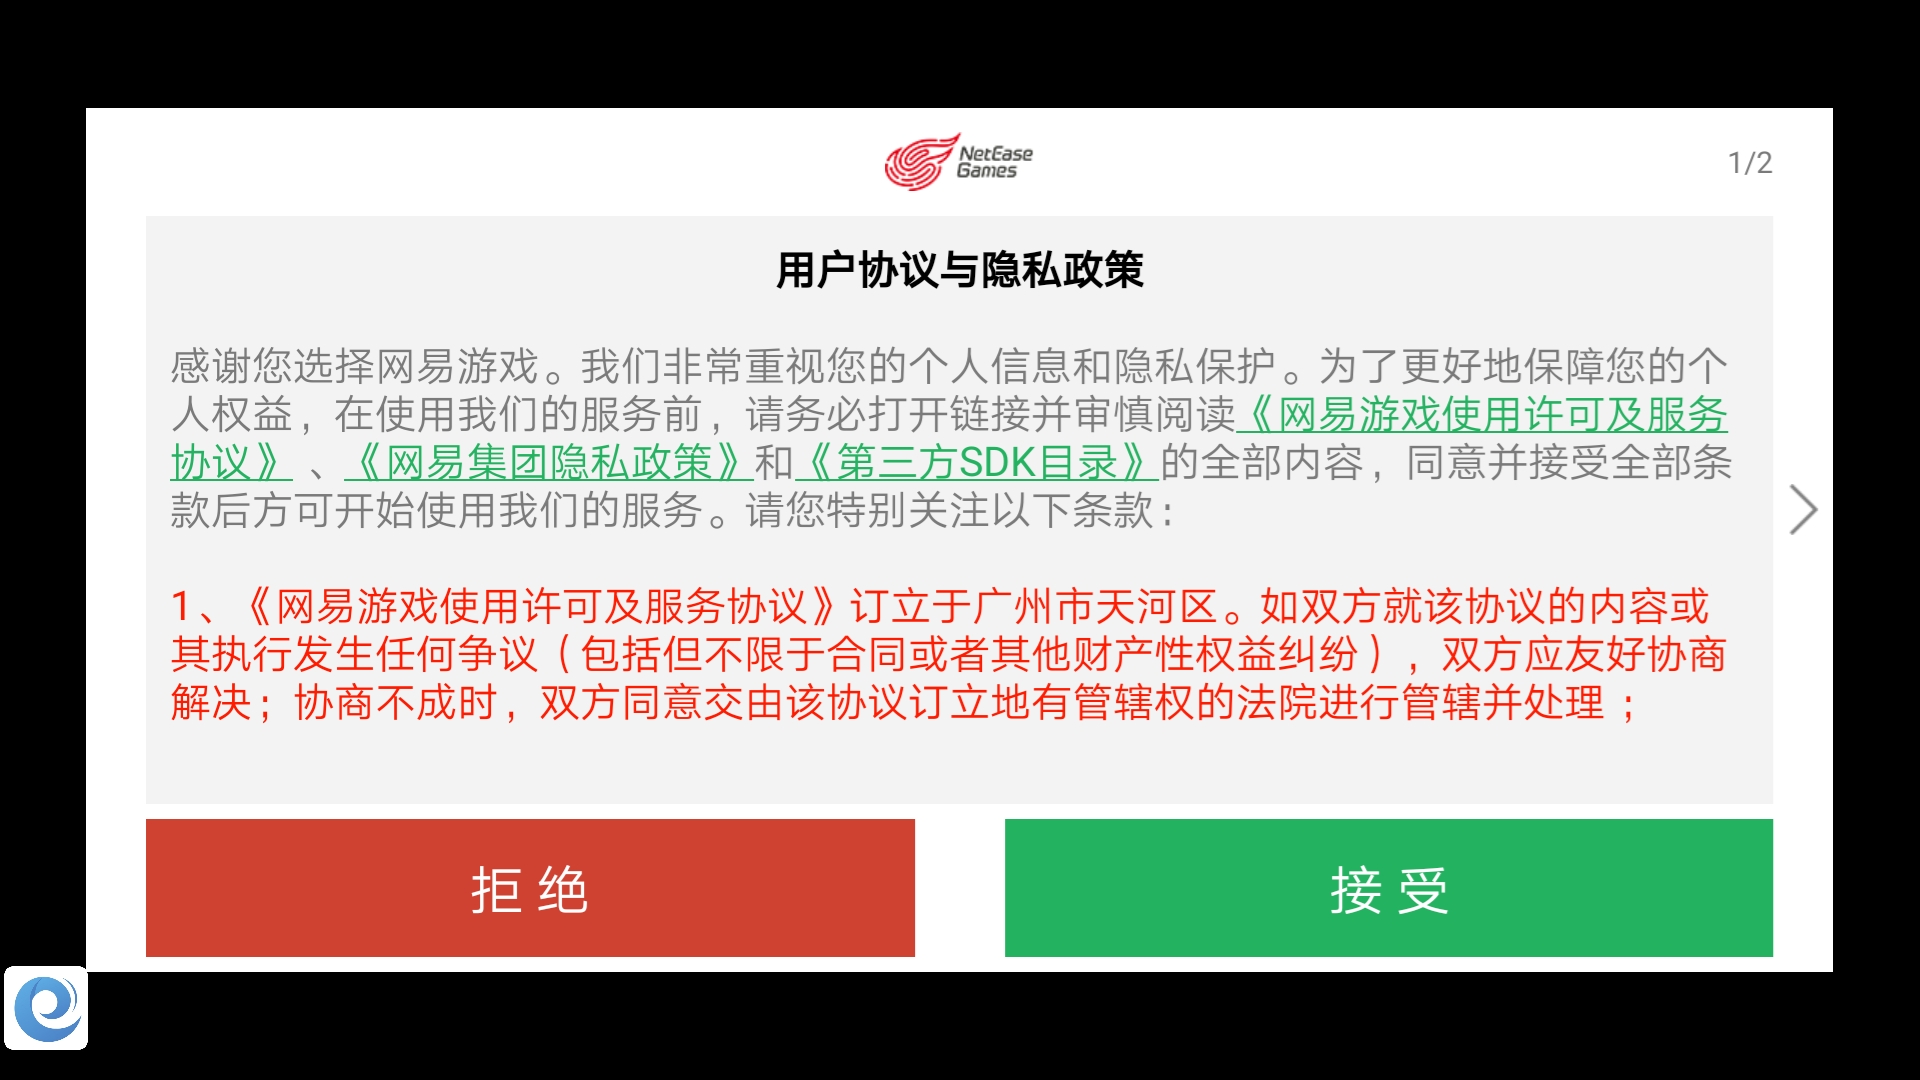 NetEase
Games
1/2
用户协议与隐私政策
感谢您选择网易游戏。我们非常重视您的个人信息和隐私保护。为了更好地保障您的个
人权益，在使用我们的服务前，请务必打开链接并审慎阅读《网易游戏使用许可及服务
协议》、《网易集团隐私政策》和《第三方SDK目录》的全部内容，同意并接受全部条
款后方可开始使用我们的服务。请您特别关注以下条款：
1、《网易游戏使用许可及服务协议》订立于广州市天河区。如双方就该协议的内容或
其执行发生任何争议（包括但不限于合同或者其他财产性权益纠纷），双方应友好协商
解决；协商不成时，双方同意交由该协议订立地有管辖权的法院进行管辖并处理；
拒绝
接受